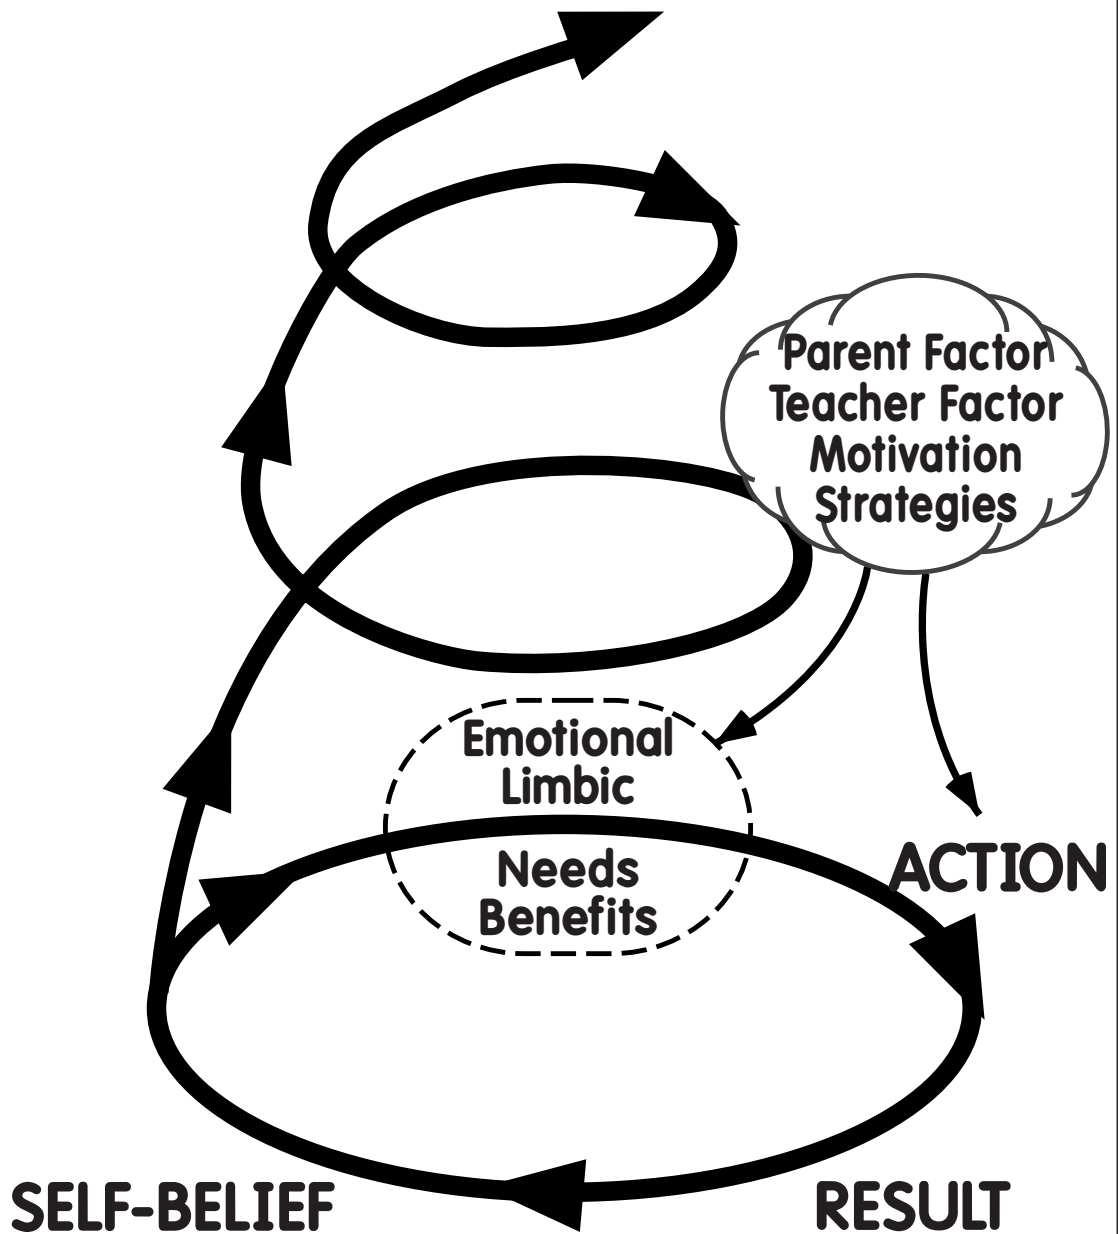 Parent Factor
Teacher Factor
Motivation
Strategies
Emotional
Limbic
Needs
Benefits
ACTION
SELF-BELIEF
RESULT